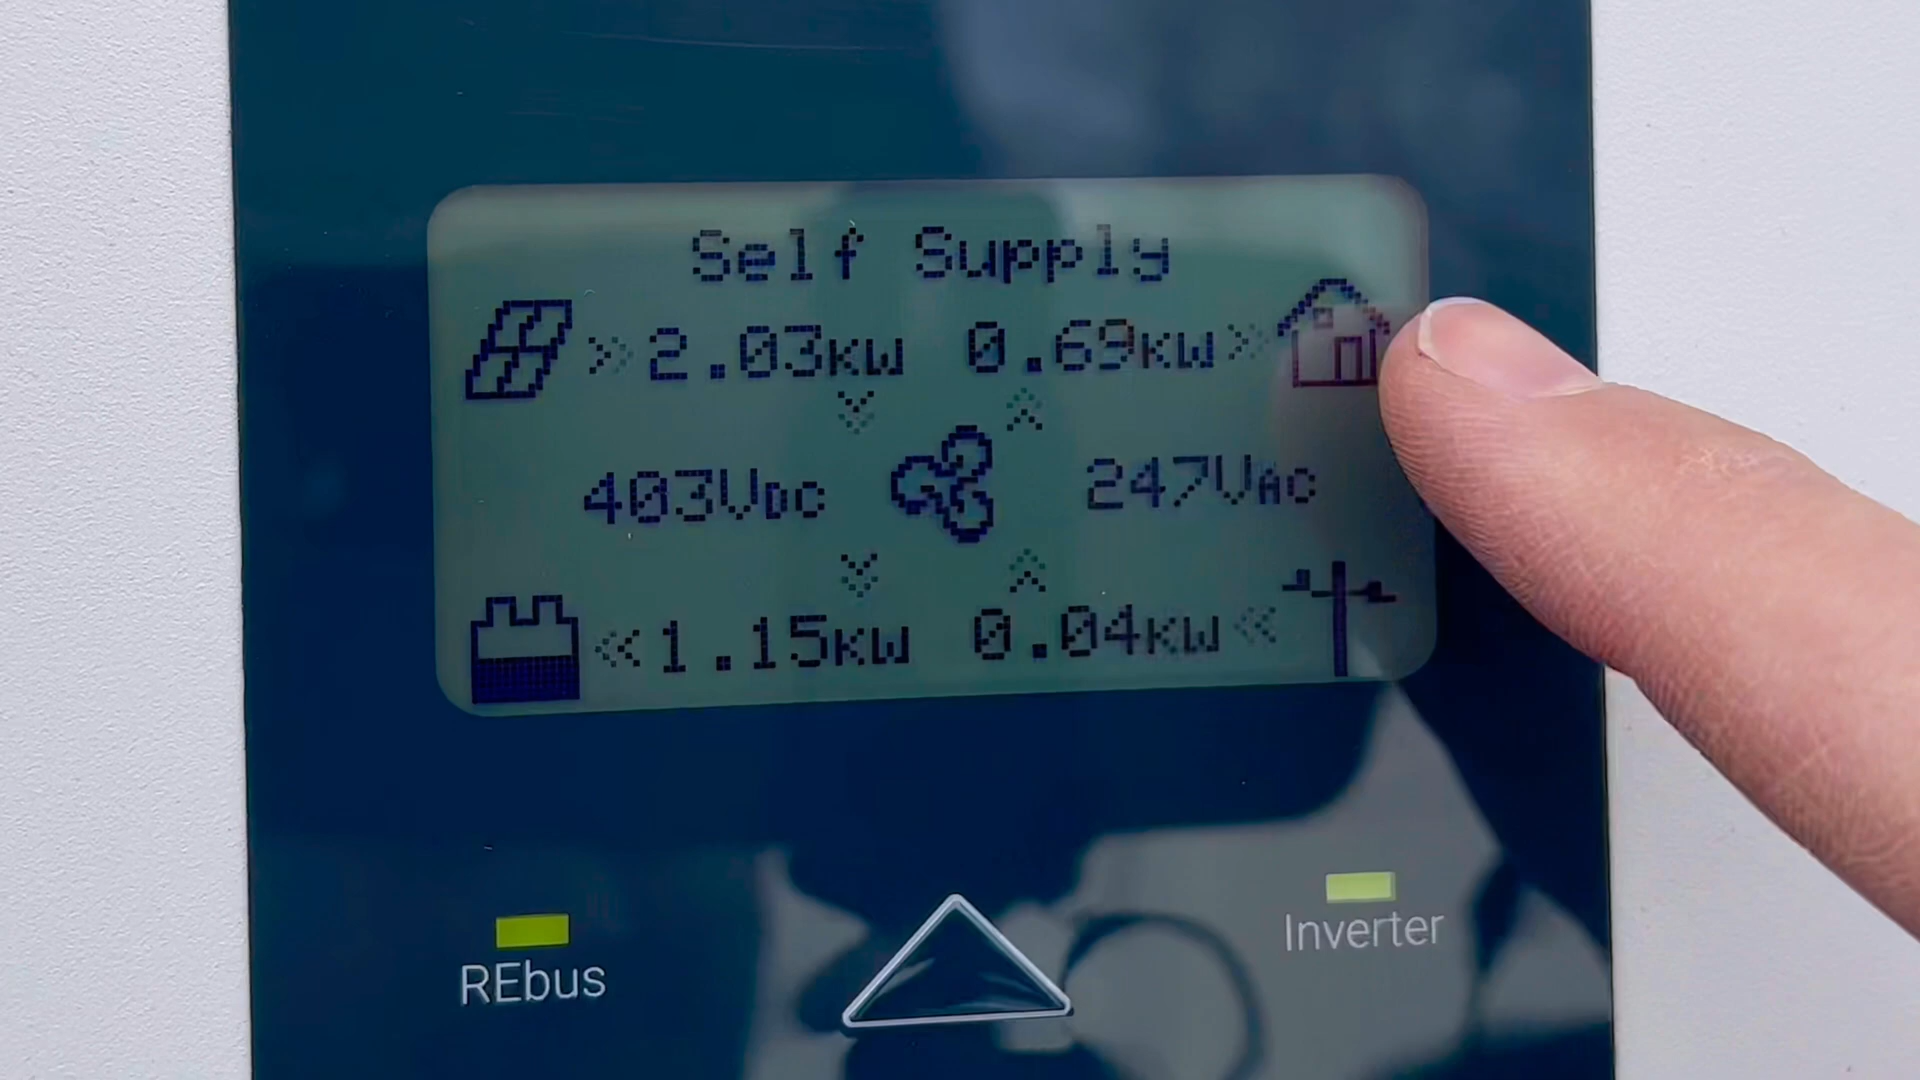 Self Supply
» 2.03kW 0.69kW »
403VDC 247VAC
« 1.15kW 0.04kW «
REbus
Inverter